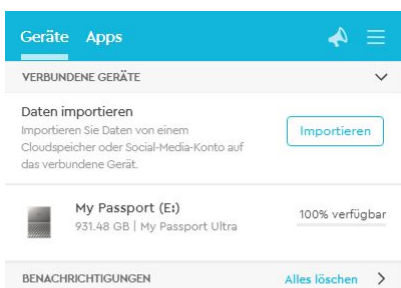 Geräte Apps
VERBUNDENE GERÄTE
Daten importieren
Importieren Sie Daten von einem
Cloudspeicher oder Social-Media-Konto auf
das verbundene Gerät.
Importieren
My Passport (E:)
931.48 GB | My Passport Ultra
100% verfügbar
BENACHRICHTIGUNGEN
Alles löschen